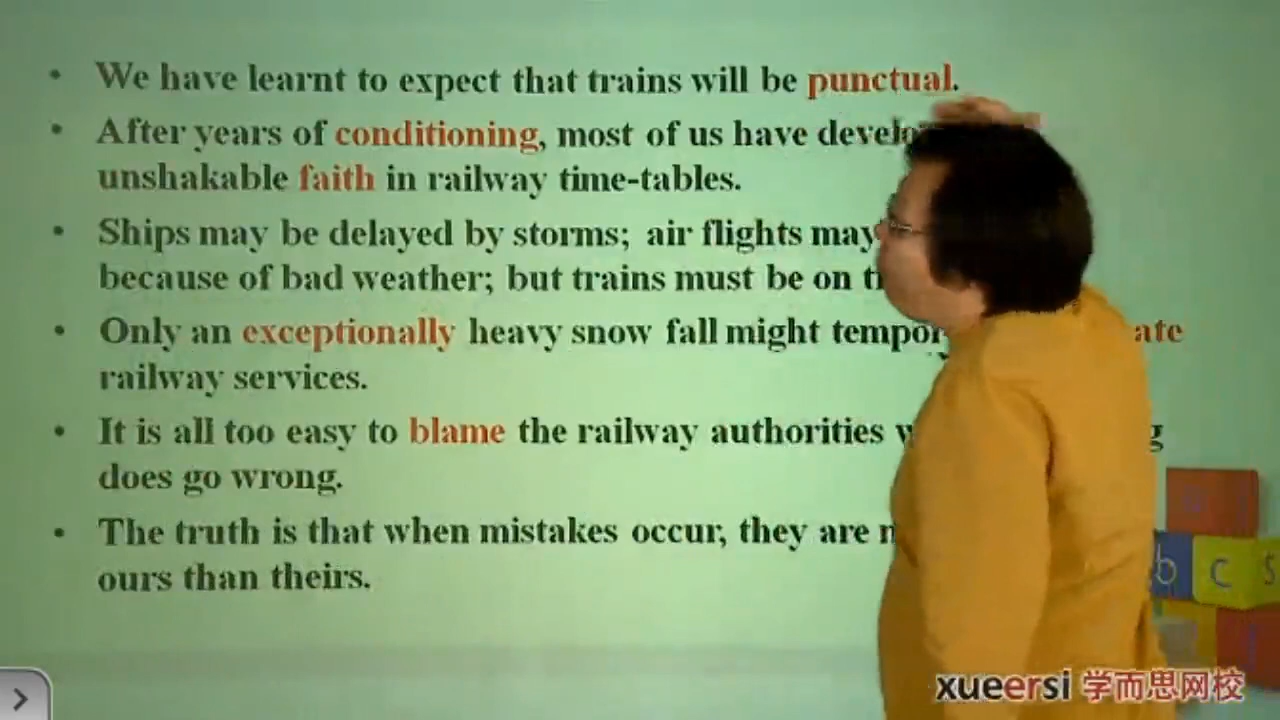 We have learnt to expect that trains will be punctual.
After years of conditioning, most of us have
unshakable faith in railway time-tables.
Ships may be delayed by storms; air flights may
because of bad weather; but trains must be on
Only an exceptionally heavy snow fall might
railway services.
It is all too easy to blame the railway authorities
does go wrong.
The truth is that when mistakes occur, they are
ours than theirs.
b c s
xueersi 学而思网校